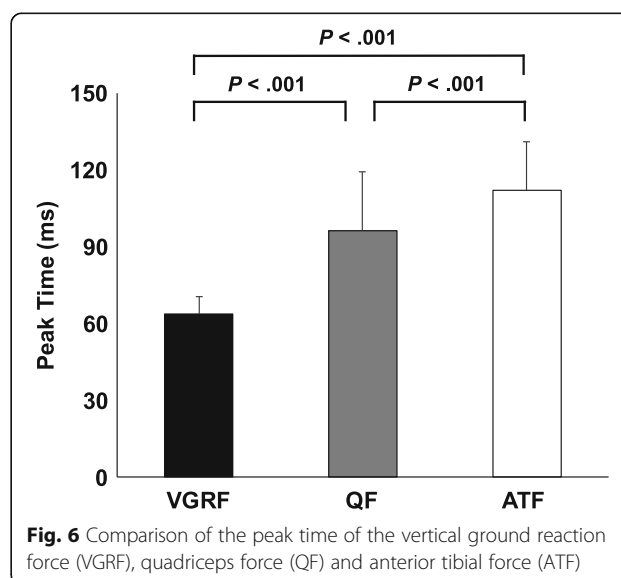 P < .001
P < .001 P < .001
150
120
90
60
30
0
Peak Time (ms)
VGRF QF ATF
Fig. 6 Comparison of the peak time of the vertical ground reaction
force (VGRF), quadriceps force (QF) and anterior tibial force (ATF)